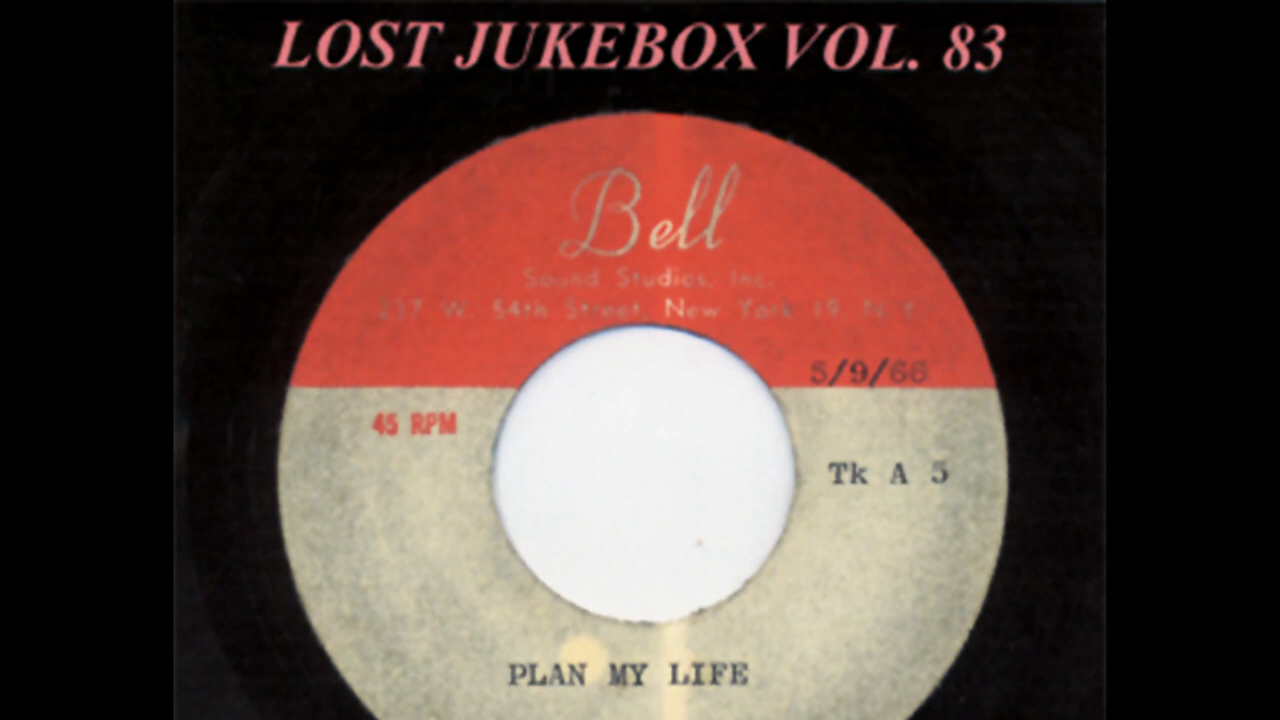 LOST JUKEBOX VOL. 83
Bell
Sound Studios, Inc.
237 W. 54th Street, New York 19 N.Y.
5/9/66
45 RPM
Tk A 5
PLAN MY LIFE